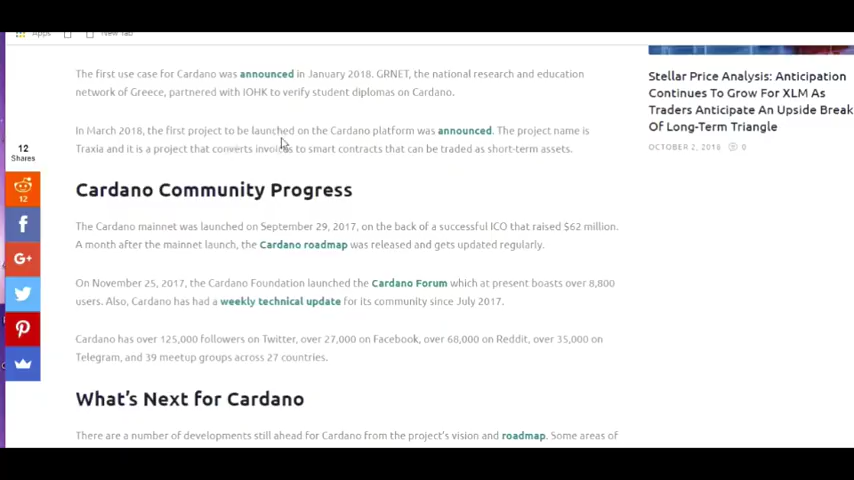 Apps
New Tab
The first use case for Cardano was announced in January 2018. GRNET, the national research and education
network of Greece, partnered with IOHK to verify student diplomas on Cardano.
In March 2018, the first project to be launched on the Cardano platform was announced. The project name is
Traxia and it is a project that converts invoices to smart contracts that can be traded as short-term assets.
Cardano Community Progress
The Cardano mainnet was launched on September 29, 2017, on the back of a successful ICO that raised $62 million.
A month after the mainnet launch, the Cardano roadmap was released and gets updated regularly.
On November 25, 2017, the Cardano Foundation launched the Cardano Forum which at present boasts over 8,800
users. Also, Cardano has had a weekly technical update for its community since July 2017.
Cardano has over 125,000 followers on Twitter, over 27,000 on Facebook, over 68,000 on Reddit, over 35,000 on
Telegram, and 39 meetup groups across 27 countries.
What's Next for Cardano
There are a number of developments still ahead for Cardano from the project's vision and roadmap. Some areas of
12
Shares
12
f
G+
Stellar Price Analysis: Anticipation
Continues To Grow For XLM As
Traders Anticipate An Upside Break
Of Long-Term Triangle
OCTOBER 2, 2018 0